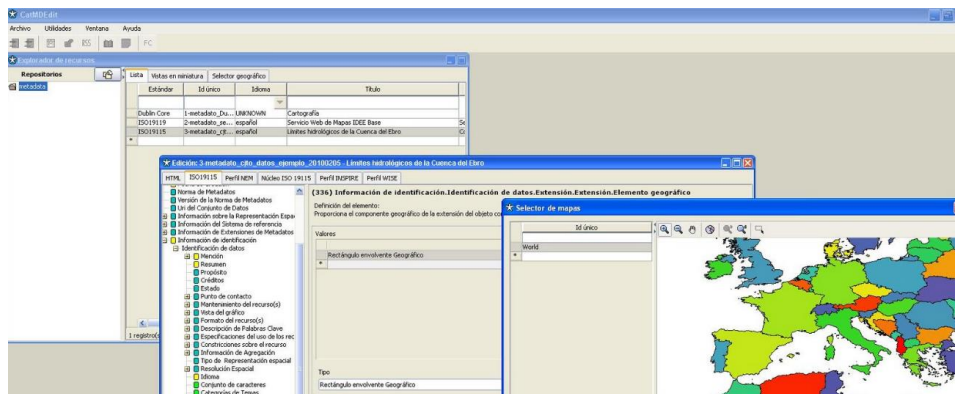 CatMDEdit
Archivo Utilidades Ventana Ayuda
FC
Explorador de recursos
Repositorios
metadata
Lista Vistas en miniatura Selector geográfico
Estándar Id único Idioma Título
Dublin Core 1-metadato_Du... UNKNOWN Cartografía
ISO19119 2-metadato_se... español Servicio Web de Mapas IDEE Base Se
ISO19115 3-metadato_cjt... español Límites hidrológicos de la Cuenca del Ebro
*
1 registro(
Edición: 3-metadato_cjto_datos_ejemplo_20100205 - Límites hidrológicos de la Cuenca del Ebro
HTML ISO19115 Perfil NEM Núcleo ISO 19115 Perfil INSPIRE Perfil WISE
Norma de Metadatos
Versión de la Norma de Metadatos
Uri del Conjunto de Datos
Información sobre la Representación Espa
Información del Sistema de referencia
Información de Extensiones de Metadatos
Información de identificación
Identificación de datos
Mención
Resumen
Propósito
Créditos
Estado
Punto de contacto
Mantenimiento del recurso(s)
Vista del gráfico
Formato del recurso(s)
Descripción de Palabras Clave
Especificaciones del uso de los rec
Constricciones sobre el recurso
Información de Agregación
Tipo de Representación espacial
Resolución Espacial
Idioma
Conjunto de caracteres
Categorías de Temas
(336) Información de identificación.Identificación de datos.Extensión.Extensión.Elemento geográfico
Definición del elemento:
Proporciona el componente geográfico de la extensión del objeto co
Valores
Rectángulo envolvente Geográfico
*
Tipo
Rectángulo envolvente Geográfico
Selector de mapas
Id único
World
*